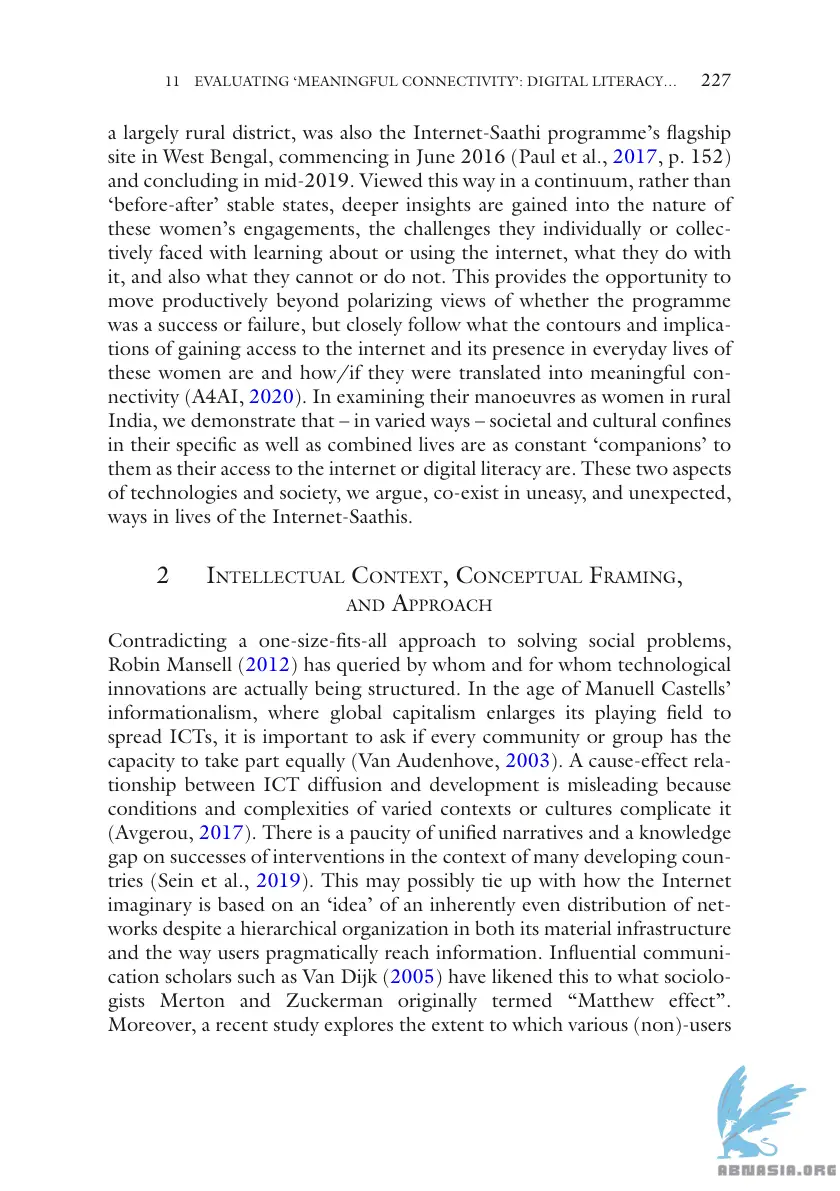 11 EVALUATING ‘MEANINGFUL CONNECTIVITY’: DIGITAL LITERACY… 227
a largely rural district, was also the Internet-Saathi programme’s flagship
site in West Bengal, commencing in June 2016 (Paul et al., 2017, p. 152)
and concluding in mid-2019. Viewed this way in a continuum, rather than
‘before-after’ stable states, deeper insights are gained into the nature of
these women’s engagements, the challenges they individually or collec-
tively faced with learning about or using the internet, what they do with
it, and also what they cannot or do not. This provides the opportunity to
move productively beyond polarizing views of whether the programme
was a success or failure, but closely follow what the contours and implica-
tions of gaining access to the internet and its presence in everyday lives of
these women are and how/if they were translated into meaningful con-
nectivity (A4AI, 2020). In examining their manoeuvres as women in rural
India, we demonstrate that – in varied ways – societal and cultural confines
in their specific as well as combined lives are as constant ‘companions’ to
them as their access to the internet or digital literacy are. These two aspects
of technologies and society, we argue, co-exist in uneasy, and unexpected,
ways in lives of the Internet-Saathis.
2 Intellectual Context, Conceptual Framing,
and Approach
Contradicting a one-size-fits-all approach to solving social problems,
Robin Mansell (2012) has queried by whom and for whom technological
innovations are actually being structured. In the age of Manuell Castells’
informationalism, where global capitalism enlarges its playing field to
spread ICTs, it is important to ask if every community or group has the
capacity to take part equally (Van Audenhove, 2003). A cause-effect rela-
tionship between ICT diffusion and development is misleading because
conditions and complexities of varied contexts or cultures complicate it
(Avgerou, 2017). There is a paucity of unified narratives and a knowledge
gap on successes of interventions in the context of many developing coun-
tries (Sein et al., 2019). This may possibly tie up with how the Internet
imaginary is based on an ‘idea’ of an inherently even distribution of net-
works despite a hierarchical organization in both its material infrastructure
and the way users pragmatically reach information. Influential communi-
cation scholars such as Van Dijk (2005) have likened this to what sociolo-
gists Merton and Zuckerman originally termed “Matthew effect”.
Moreover, a recent study explores the extent to which various (non)-users
ABNASIA.ORG